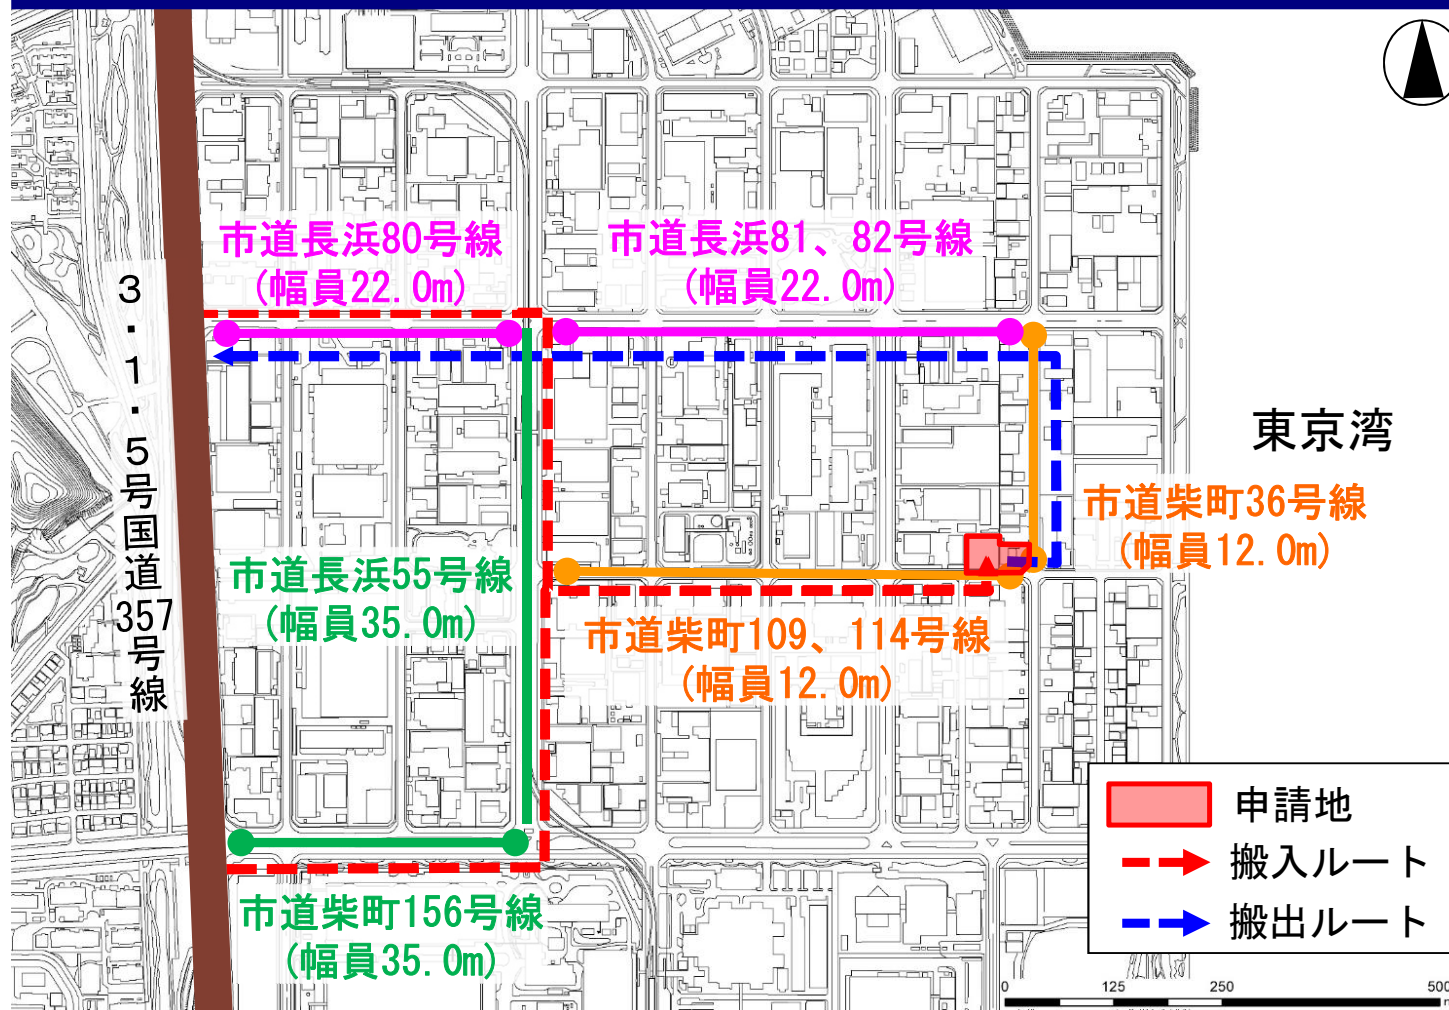 市道長浜80号線
(幅員22.0m)
市道長浜81、82号線
(幅員22.0m)
3・1・5号国道357号線
東京湾
市道柴町36号線
(幅員12.0m)
市道長浜55号線
(幅員35.0m)
市道柴町109、114号線
(幅員12.0m)
市道柴町156号線
(幅員35.0m)
申請地
搬入ルート
搬出ルート
0 125 250 500